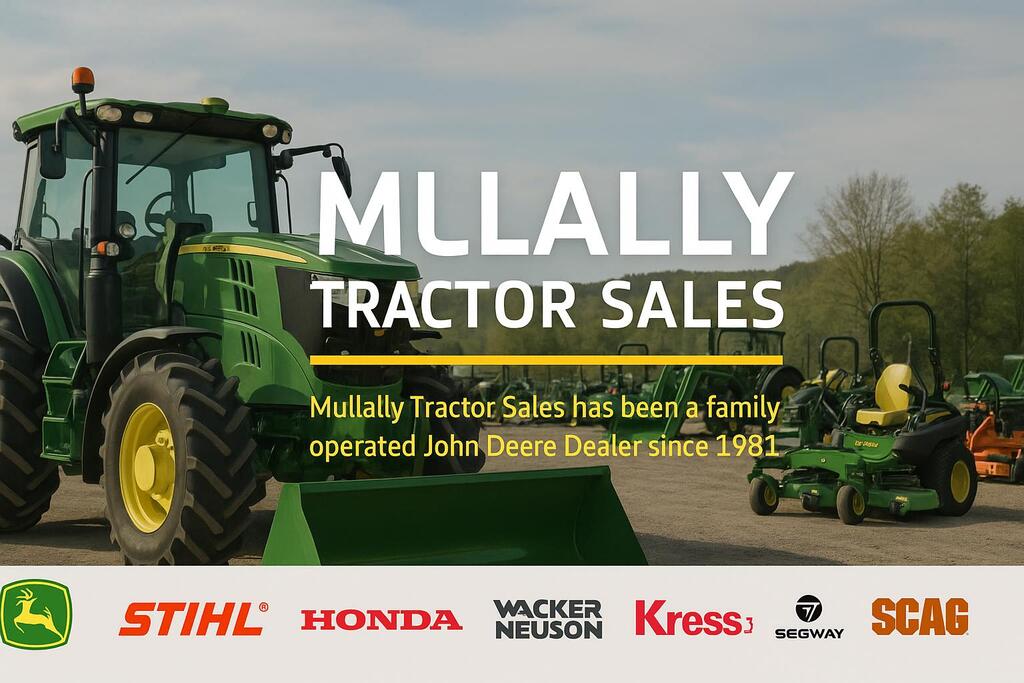 MLLALLY
TRACTOR SALES
Mullally Tractor Sales has been a family
operated John Deere Dealer since 1981
STIHL®
HONDA
WACKER
NEUSON
Kress3
SEGWAY
SCAG